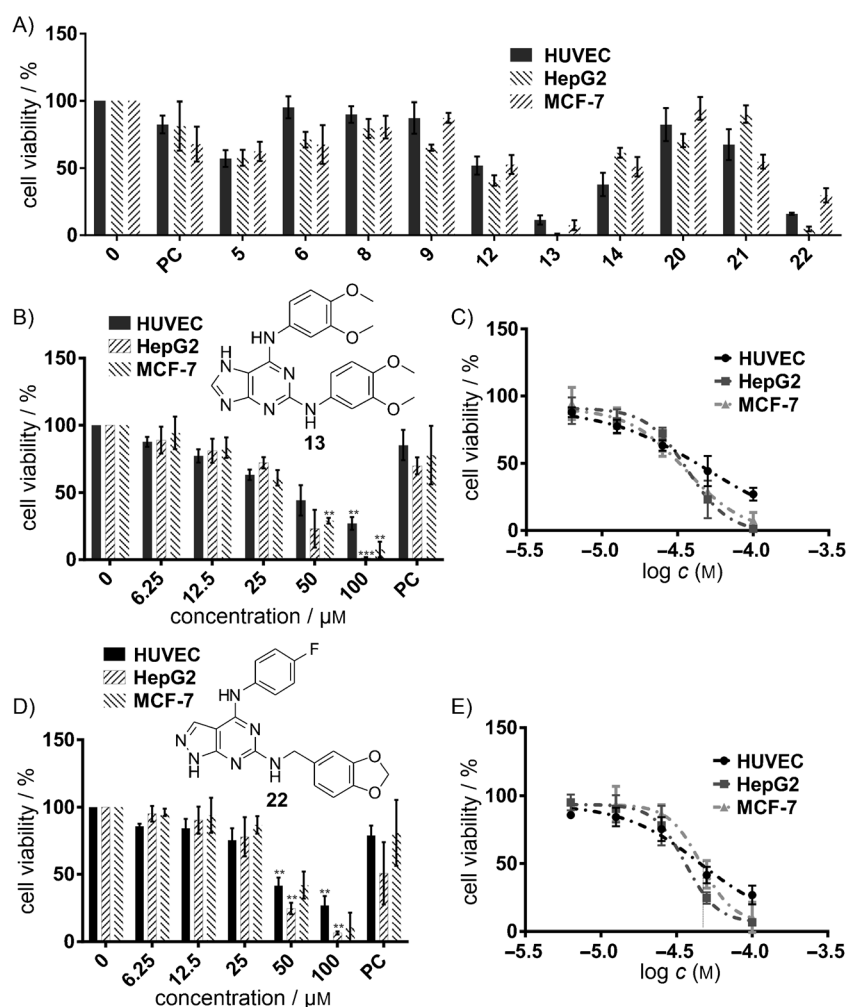 A)
HUVEC
HepG2
MCF-7
cell viability / %
150
100
50
0
0 PC 5 6 8 9 12 13 14 20 21 22
B)
HUVEC
HepG2
MCF-7
cell viability / %
150
100
50
0
HN O O
H N N N N N H O O
13
** ** *** **
0 6.25 12.5 25 50 100 PC
concentration / μM
C)
HUVEC
HepG2
MCF-7
cell viability / %
150
100
50
0
–5.5 –5.0 –4.5 –4.0 –3.5
log c (M)
D)
HUVEC
HepG2
MCF-7
cell viability / %
150
100
50
0
F
HN
N N H N N N H O O
22
** ** ** **
0 6.25 12.5 25 50 100 PC
concentration / μM
E)
HUVEC
HepG2
MCF-7
cell viability / %
150
100
50
0
–5.5 –5.0 –4.5 –4.0 –3.5
log c (M)